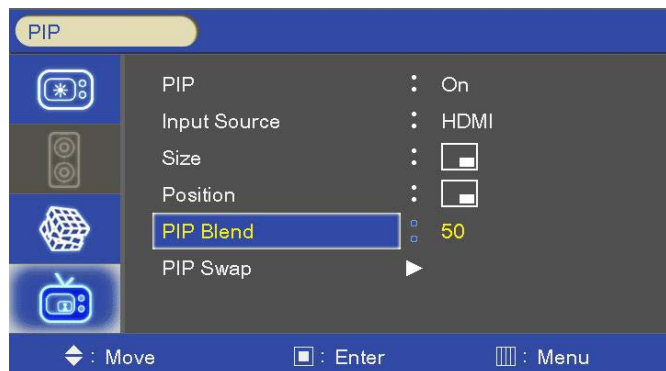 PIP
PIP : On
Input Source : HDMI
Size :
Position :
PIP Blend : 50
PIP Swap
: Move : Enter : Menu